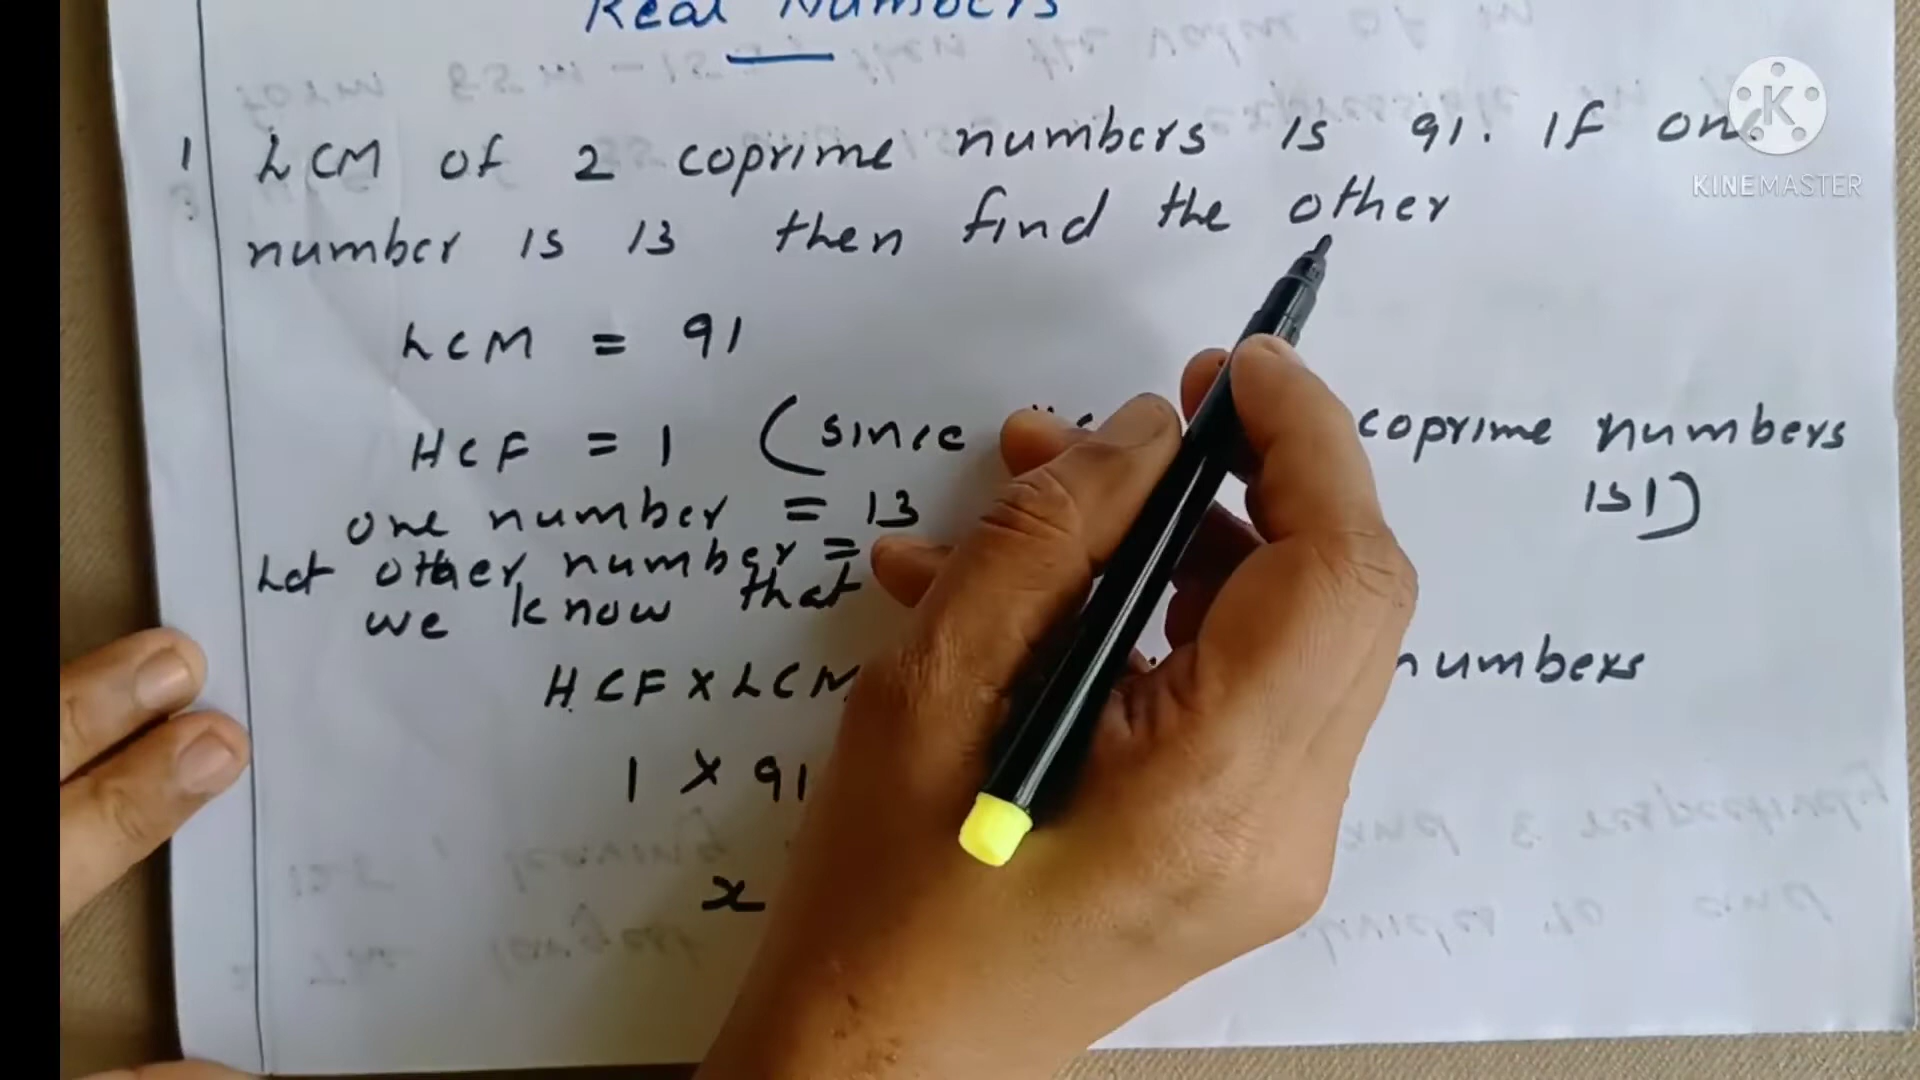 Real Numbers
1 LCM of 2 coprime numbers is 91. If one
number is 13 then find the other
LCM = 91
HCF = 1 (since coprime numbers
is 1)
one number = 13
Let other number =
we know that
HCF x LCM numbers
1 x 91
x
K
KINEMASTER